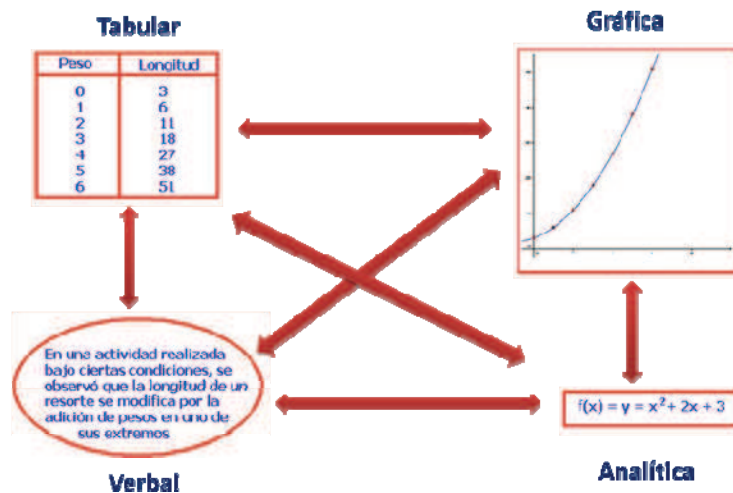 Tabular
Peso Longitud
0 3
1 6
2 11
3 18
4 27
5 38
6 51
Gráfica
En una actividad realizada
bajo ciertas condiciones, se
observó que la longitud de un
resorte se modifica por la
adición de pesos en uno de
sus extremos
Verbal
f(x) = y = x² + 2x + 3
Analítica